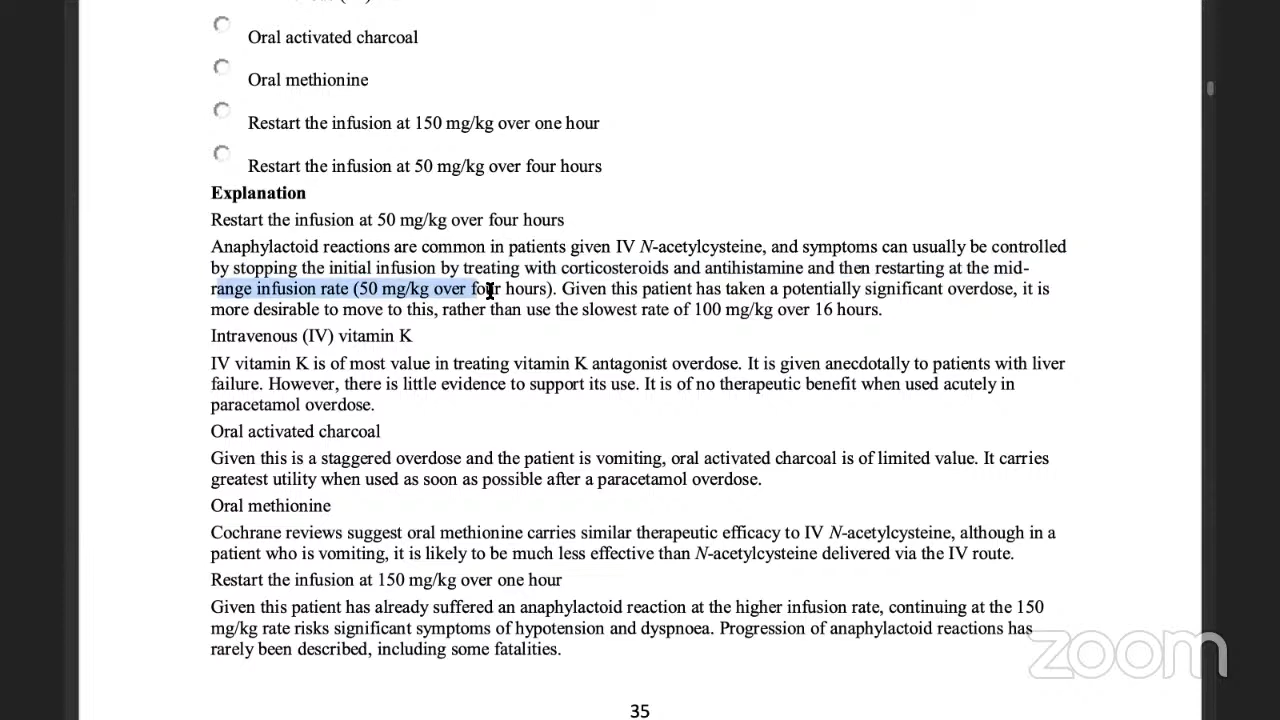 Oral activated charcoal
Oral methionine
Restart the infusion at 150 mg/kg over one hour
Restart the infusion at 50 mg/kg over four hours
Explanation
Restart the infusion at 50 mg/kg over four hours
Anaphylactoid reactions are common in patients given IV N-acetylcysteine, and symptoms can usually be controlled
by stopping the initial infusion by treating with corticosteroids and antihistamine and then restarting at the mid-
range infusion rate (50 mg/kg over four hours). Given this patient has taken a potentially significant overdose, it is
more desirable to move to this, rather than use the slowest rate of 100 mg/kg over 16 hours.
Intravenous (IV) vitamin K
IV vitamin K is of most value in treating vitamin K antagonist overdose. It is given anecdotally to patients with liver
failure. However, there is little evidence to support its use. It is of no therapeutic benefit when used acutely in
paracetamol overdose.
Oral activated charcoal
Given this is a staggered overdose and the patient is vomiting, oral activated charcoal is of limited value. It carries
greatest utility when used as soon as possible after a paracetamol overdose.
Oral methionine
Cochrane reviews suggest oral methionine carries similar therapeutic efficacy to IV N-acetylcysteine, although in a
patient who is vomiting, it is likely to be much less effective than N-acetylcysteine delivered via the IV route.
Restart the infusion at 150 mg/kg over one hour
Given this patient has already suffered an anaphylactoid reaction at the higher infusion rate, continuing at the 150
mg/kg rate risks significant symptoms of hypotension and dyspnoea. Progression of anaphylactoid reactions has
rarely been described, including some fatalities.
zoom
35